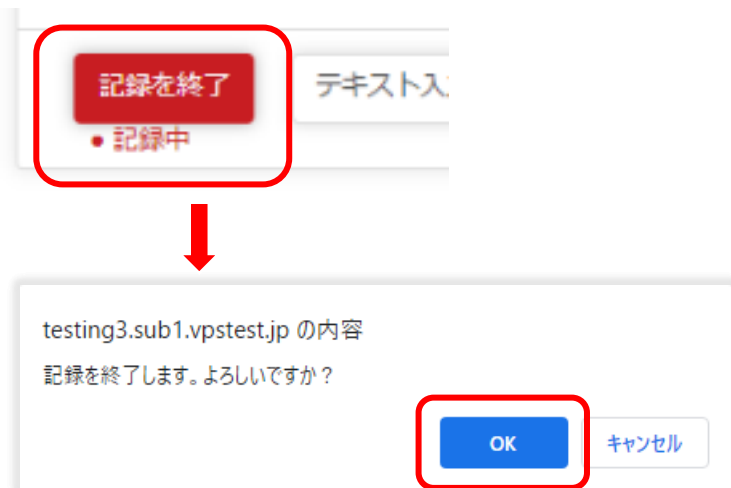 記録を終了 テキスト入
● 記録中
testing3.sub1.vpstest.jp の内容
記録を終了します。よろしいですか？
OK キャンセル